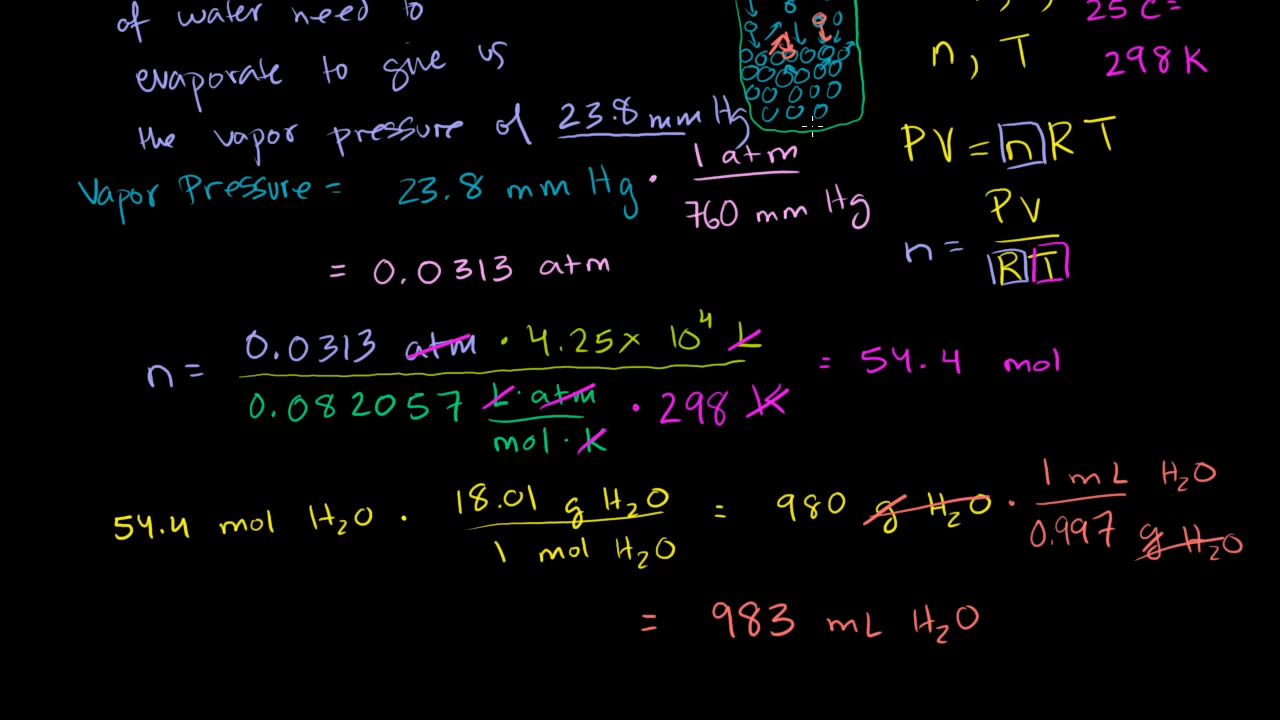 of water need to
evaporate to give us
the vapor pressure of 23.8 mm Hg
25 C =
298 K
n, T
PV = nRT
n = PV / RT
Vapor Pressure = 23.8 mm Hg · 1 atm / 760 mm Hg
= 0.0313 atm
n = 0.0313 atm · 4.25 x 10⁴ L / 0.082057 L·atm / mol·K · 298 K = 54.4 mol
54.4 mol H₂O · 18.01 g H₂O / 1 mol H₂O = 980 g H₂O · 1 mL H₂O / 0.997 g H₂O
= 983 mL H₂O